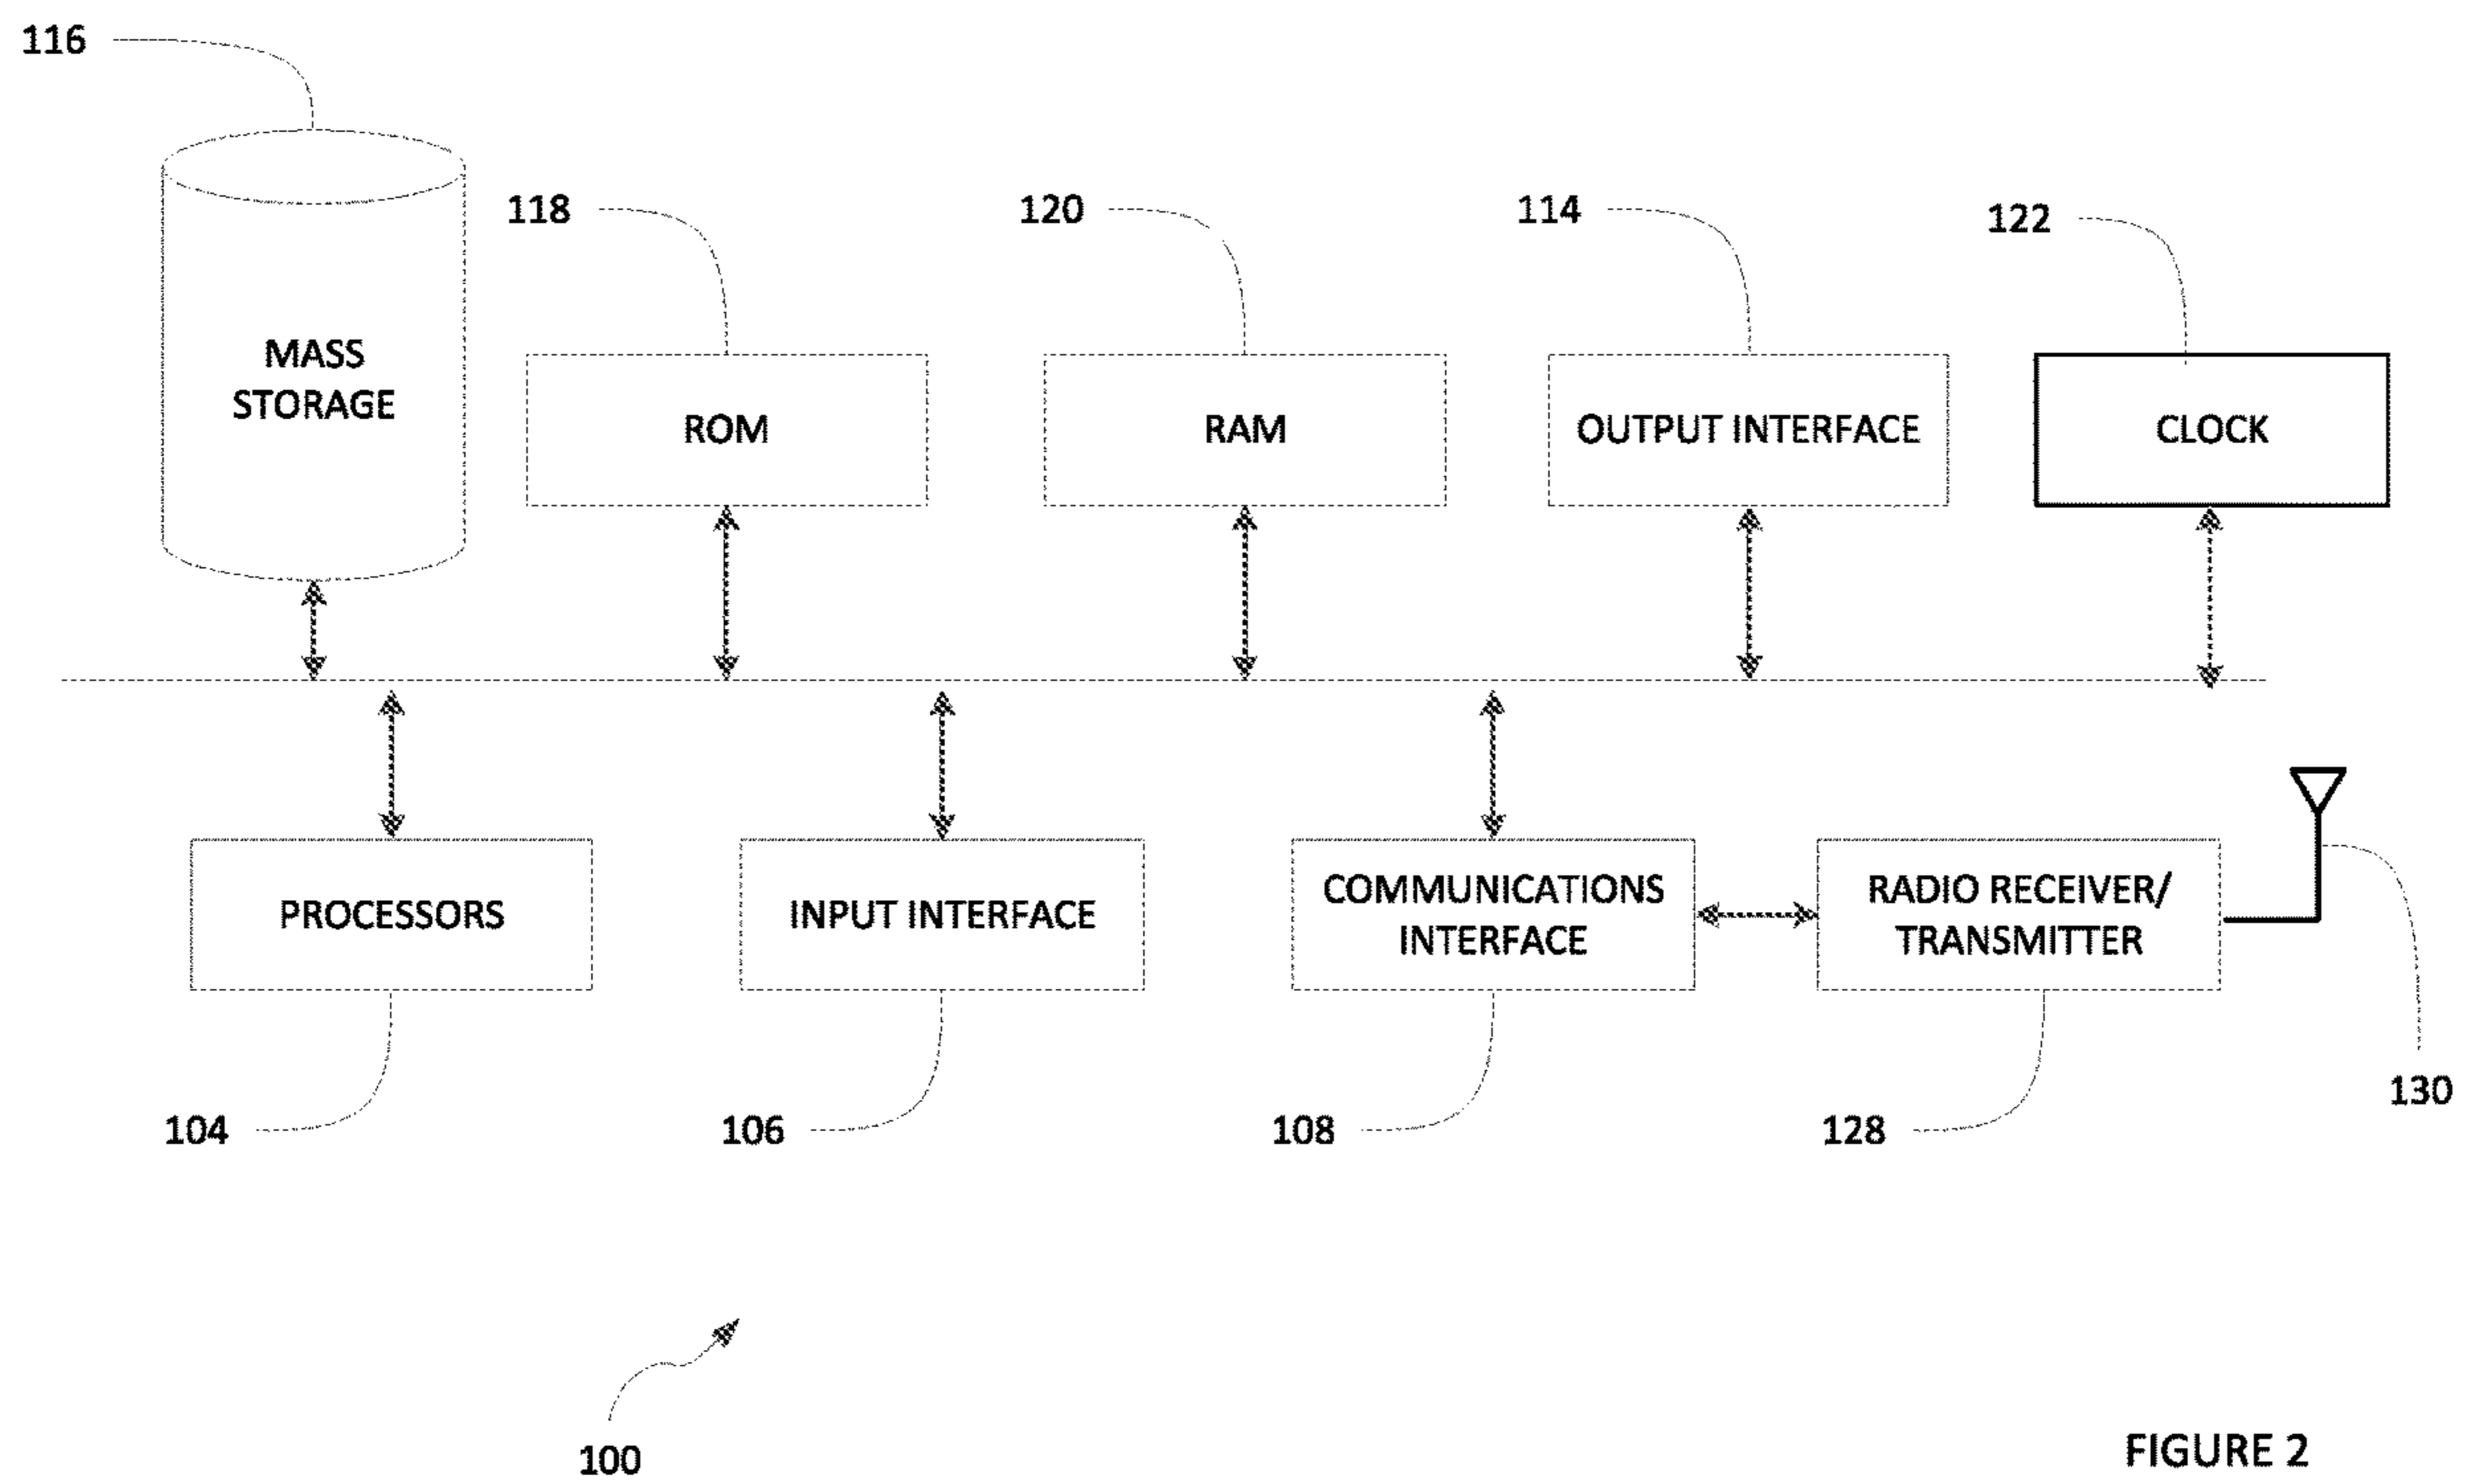 116
118
120
114
122
MASS
STORAGE
ROM
RAM
OUTPUT INTERFACE
CLOCK
PROCESSORS
INPUT INTERFACE
COMMUNICATIONS
INTERFACE
RADIO RECEIVER/
TRANSMITTER
130
104
106
108
128
100
FIGURE 2